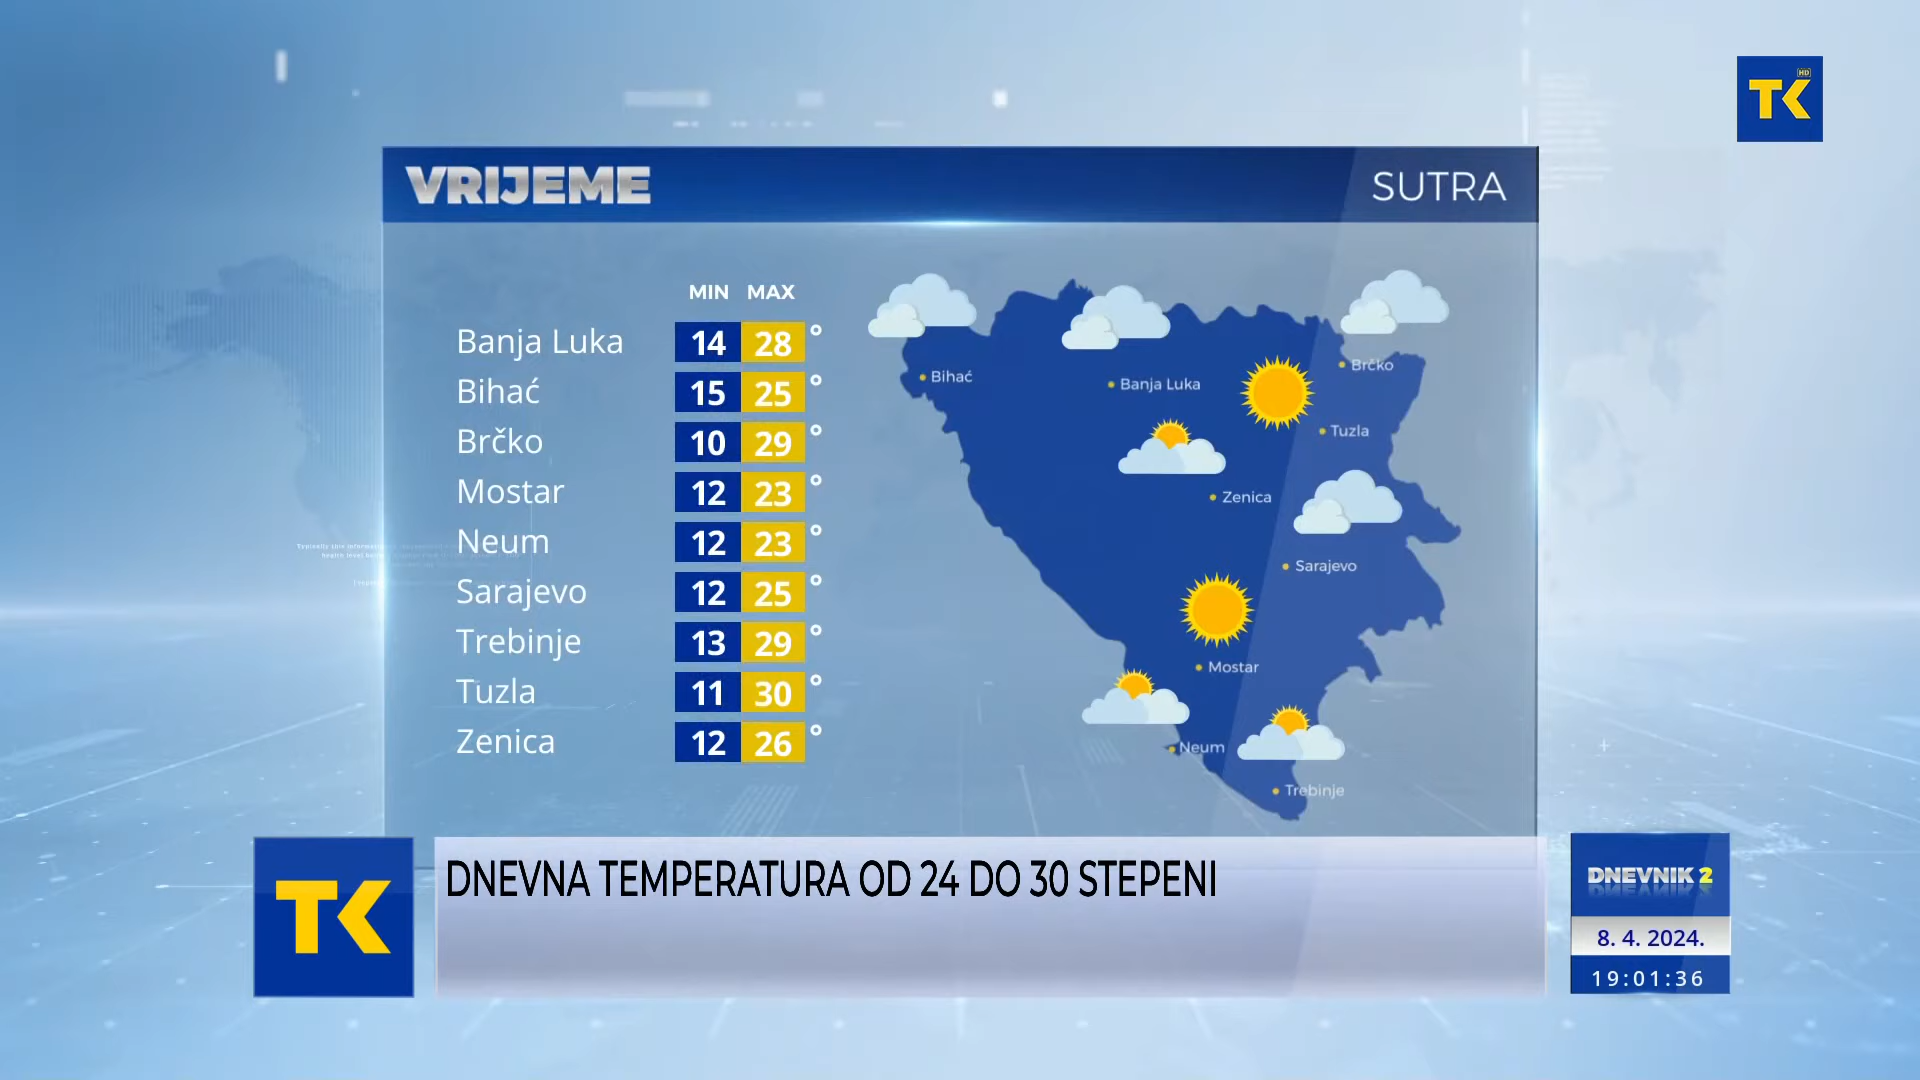 HD
TK
VRIJEME
SUTRA
MIN MAX
Banja Luka 14 28°
Bihać 15 25°
Brčko 10 29°
Mostar 12 23°
Neum 12 23°
Sarajevo 12 25°
Trebinje 13 29°
Tuzla 11 30°
Zenica 12 26°
Bihać
Banja Luka
Brčko
Tuzla
Zenica
Sarajevo
Mostar
Neum
Trebinje
TK
DNEVNA TEMPERATURA OD 24 DO 30 STEPENI
DNEVNIK 2
8. 4. 2024.
19:01:36